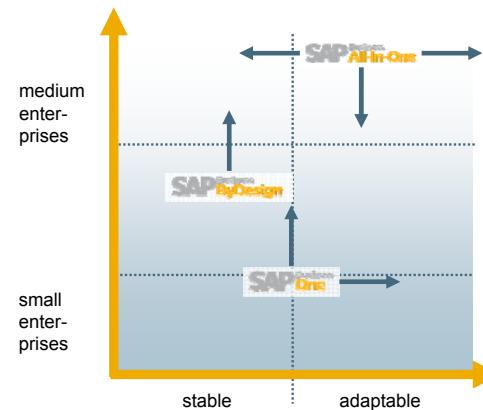 SAP Business
All-in-One
medium
enter-
prises
SAP Business
ByDesign
SAP Business
One
small
enter-
prises
stable adaptable